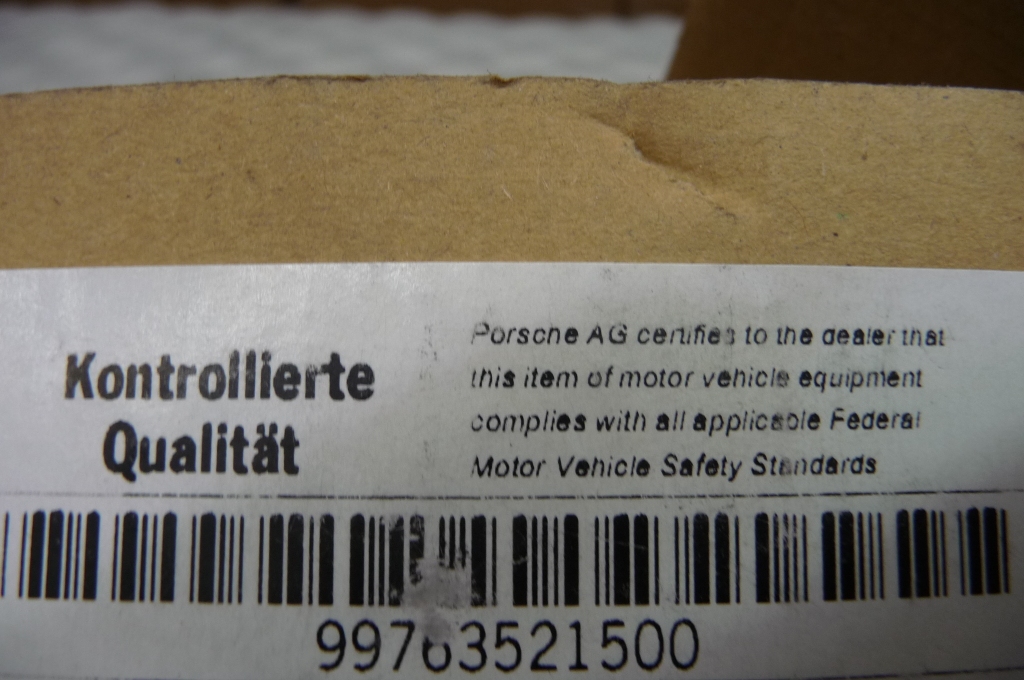 Kontrollierte
Qualität
Porsche AG certifies to the dealer that
this item of motor vehicle equipment
complies with all applicable Federal
Motor Vehicle Safety Standards
99763521500